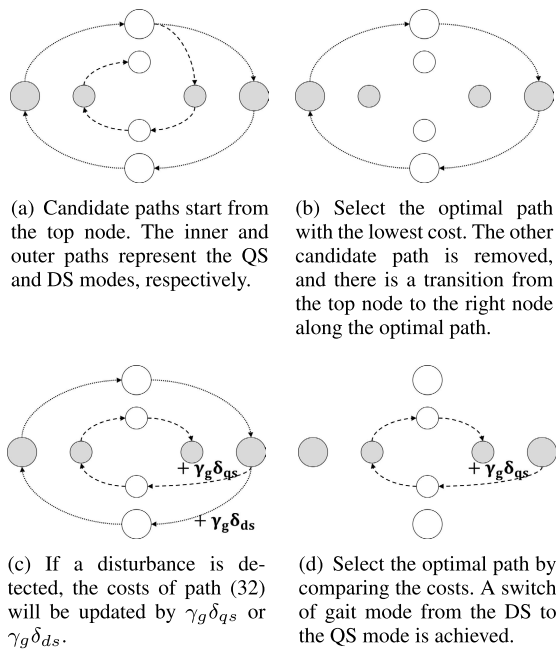 (a) Candidate paths start from
the top node. The inner and
outer paths represent the QS
and DS modes, respectively.
(b) Select the optimal path
with the lowest cost. The other
candidate path is removed,
and there is a transition from
the top node to the right node
along the optimal path.
+ γgδqs
+ γgδds
+ γgδqs
(c) If a disturbance is de-
tected, the costs of path (32)
will be updated by γgδqs or
γgδds.
(d) Select the optimal path by
comparing the costs. A switch
of gait mode from the DS to
the QS mode is achieved.